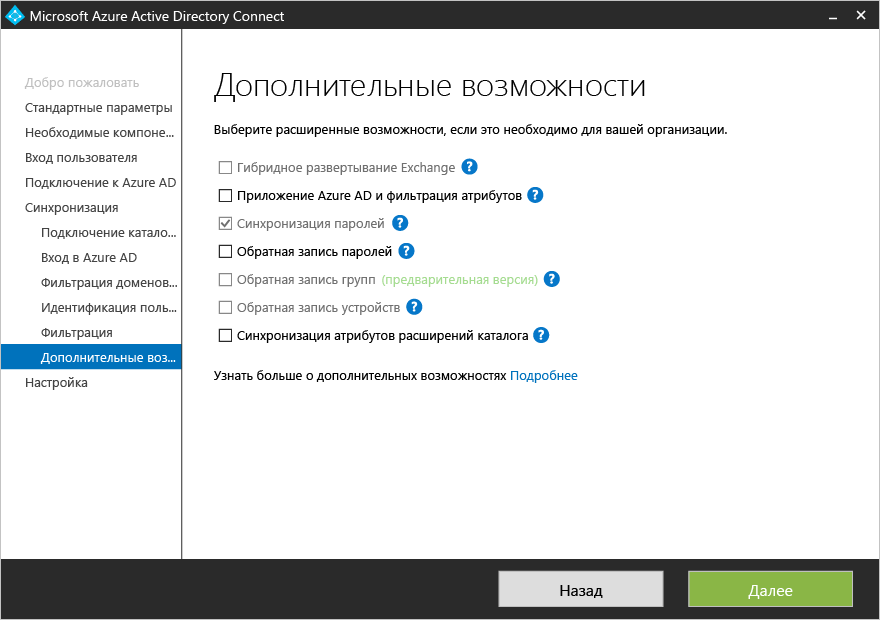 Microsoft Azure Active Directory Connect
Добро пожаловать
Стандартные параметры
Необходимые компоне...
Вход пользователя
Подключение к Azure AD
Синхронизация
Подключение катало...
Вход в Azure AD
Фильтрация доменов...
Идентификация поль...
Фильтрация
Дополнительные воз...
Настройка
Дополнительные возможности
Выберите расширенные возможности, если это необходимо для вашей организации.
Гибридное развертывание Exchange ?
Приложение Azure AD и фильтрация атрибутов ?
Синхронизация паролей ?
Обратная запись паролей ?
Обратная запись групп (предварительная версия) ?
Обратная запись устройств ?
Синхронизация атрибутов расширений каталога ?
Узнать больше о дополнительных возможностях Подробнее
Назад
Далее